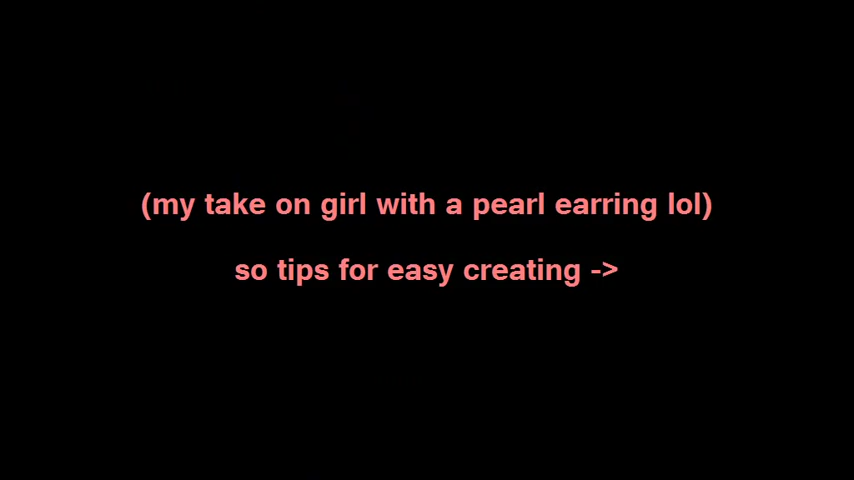 (my take on girl with a pearl earring lol)
so tips for easy creating ->